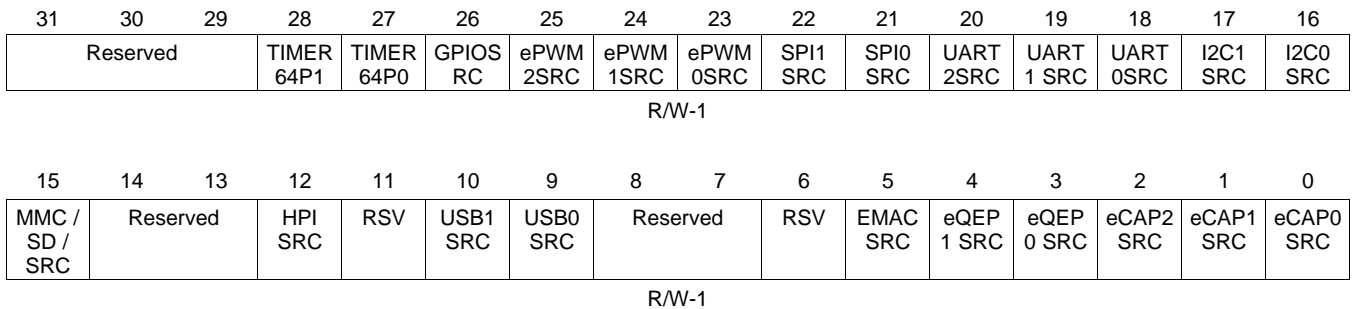 31 30 29 28 27 26 25 24 23 22 21 20 19 18 17 16
Reserved TIMER TIMER GPIOS ePWM ePWM ePWM SPI1 SPI0 UART UART UART I2C1 I2C0
64P1 64P0 RC 2SRC 1SRC 0SRC SRC SRC 2SRC 1 SRC 0SRC SRC SRC
R/W-1
15 14 13 12 11 10 9 8 7 6 5 4 3 2 1 0
MMC / Reserved HPI RSV USB1 USB0 Reserved RSV EMAC eQEP eQEP eCAP2 eCAP1 eCAP0
SD / SRC SRC SRC SRC 1 SRC 0 SRC SRC SRC SRC
SRC
R/W-1